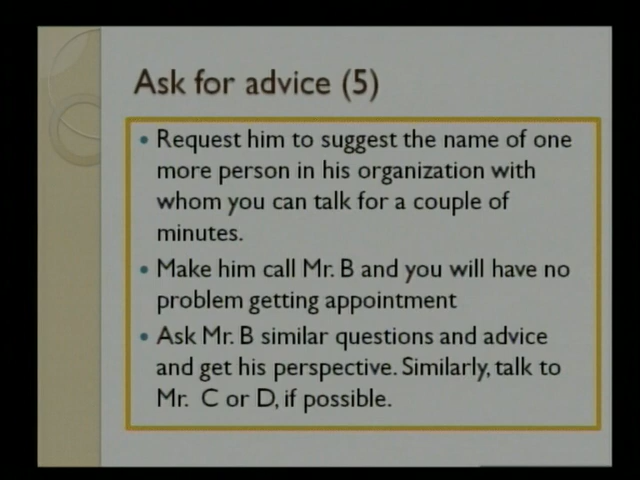 Ask for advice (5)
• Request him to suggest the name of one
more person in his organization with
whom you can talk for a couple of
minutes.
• Make him call Mr. B and you will have no
problem getting appointment
• Ask Mr. B similar questions and advice
and get his perspective. Similarly, talk to
Mr. C or D, if possible.